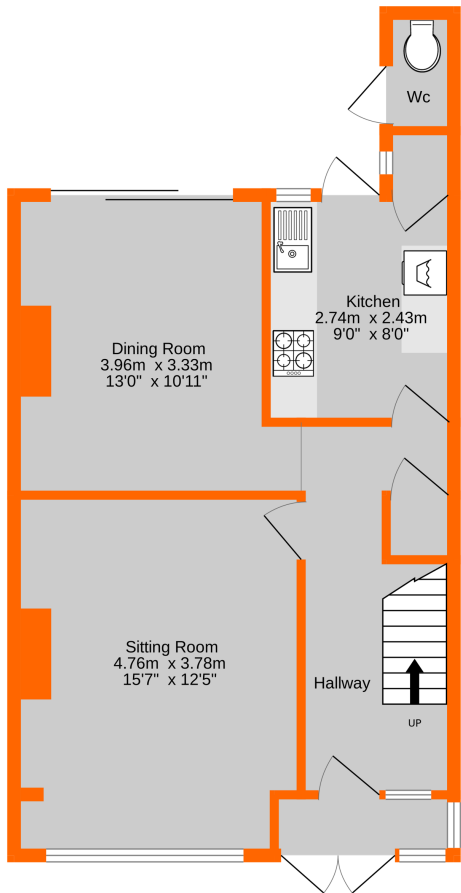 Wc
Kitchen
2.74m x 2.43m
9'0" x 8'0"
Dining Room
3.96m x 3.33m
13'0" x 10'11"
Sitting Room
4.76m x 3.78m
15'7" x 12'5"
Hallway
UP